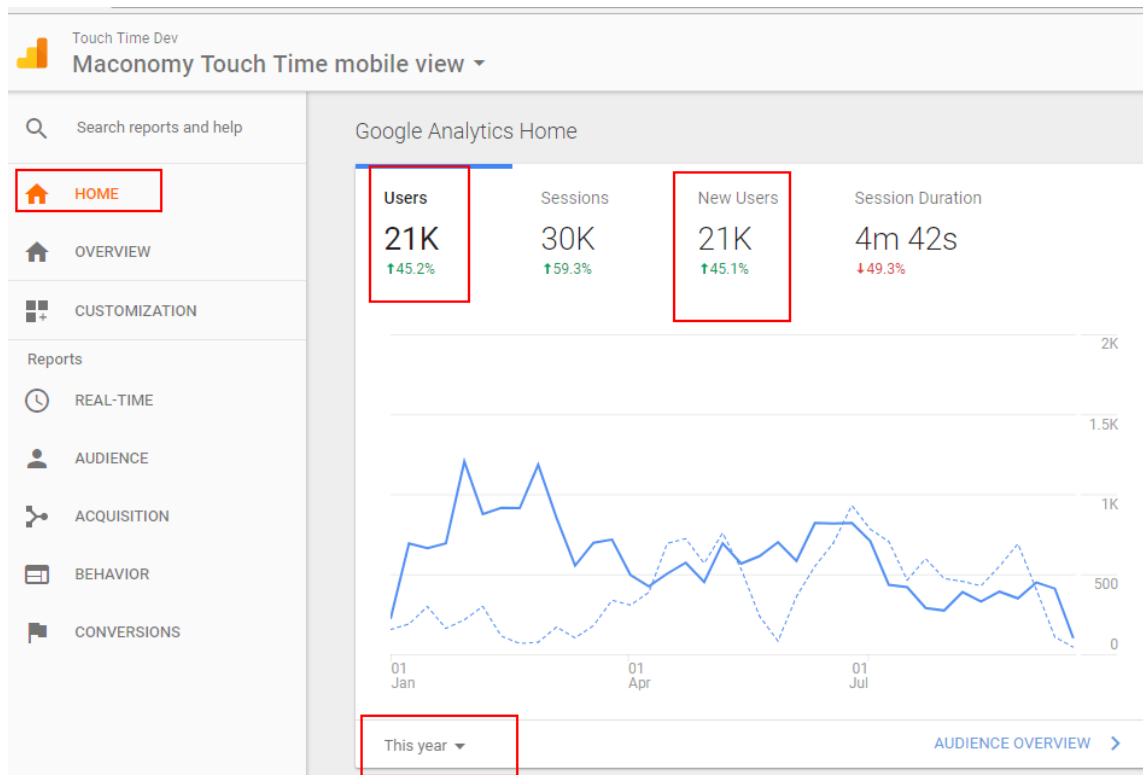 Touch Time Dev
Maconomy Touch Time mobile view
Search reports and help
HOME
OVERVIEW
CUSTOMIZATION
Reports
REAL-TIME
AUDIENCE
ACQUISITION
BEHAVIOR
CONVERSIONS
Google Analytics Home
Users Sessions New Users Session Duration
21K 30K 21K 4m 42s
↑45.2% ↑59.3% ↑45.1% ↓49.3%
2K
1.5K
1K
500
0
01 01 01
Jan Apr Jul
This year AUDIENCE OVERVIEW